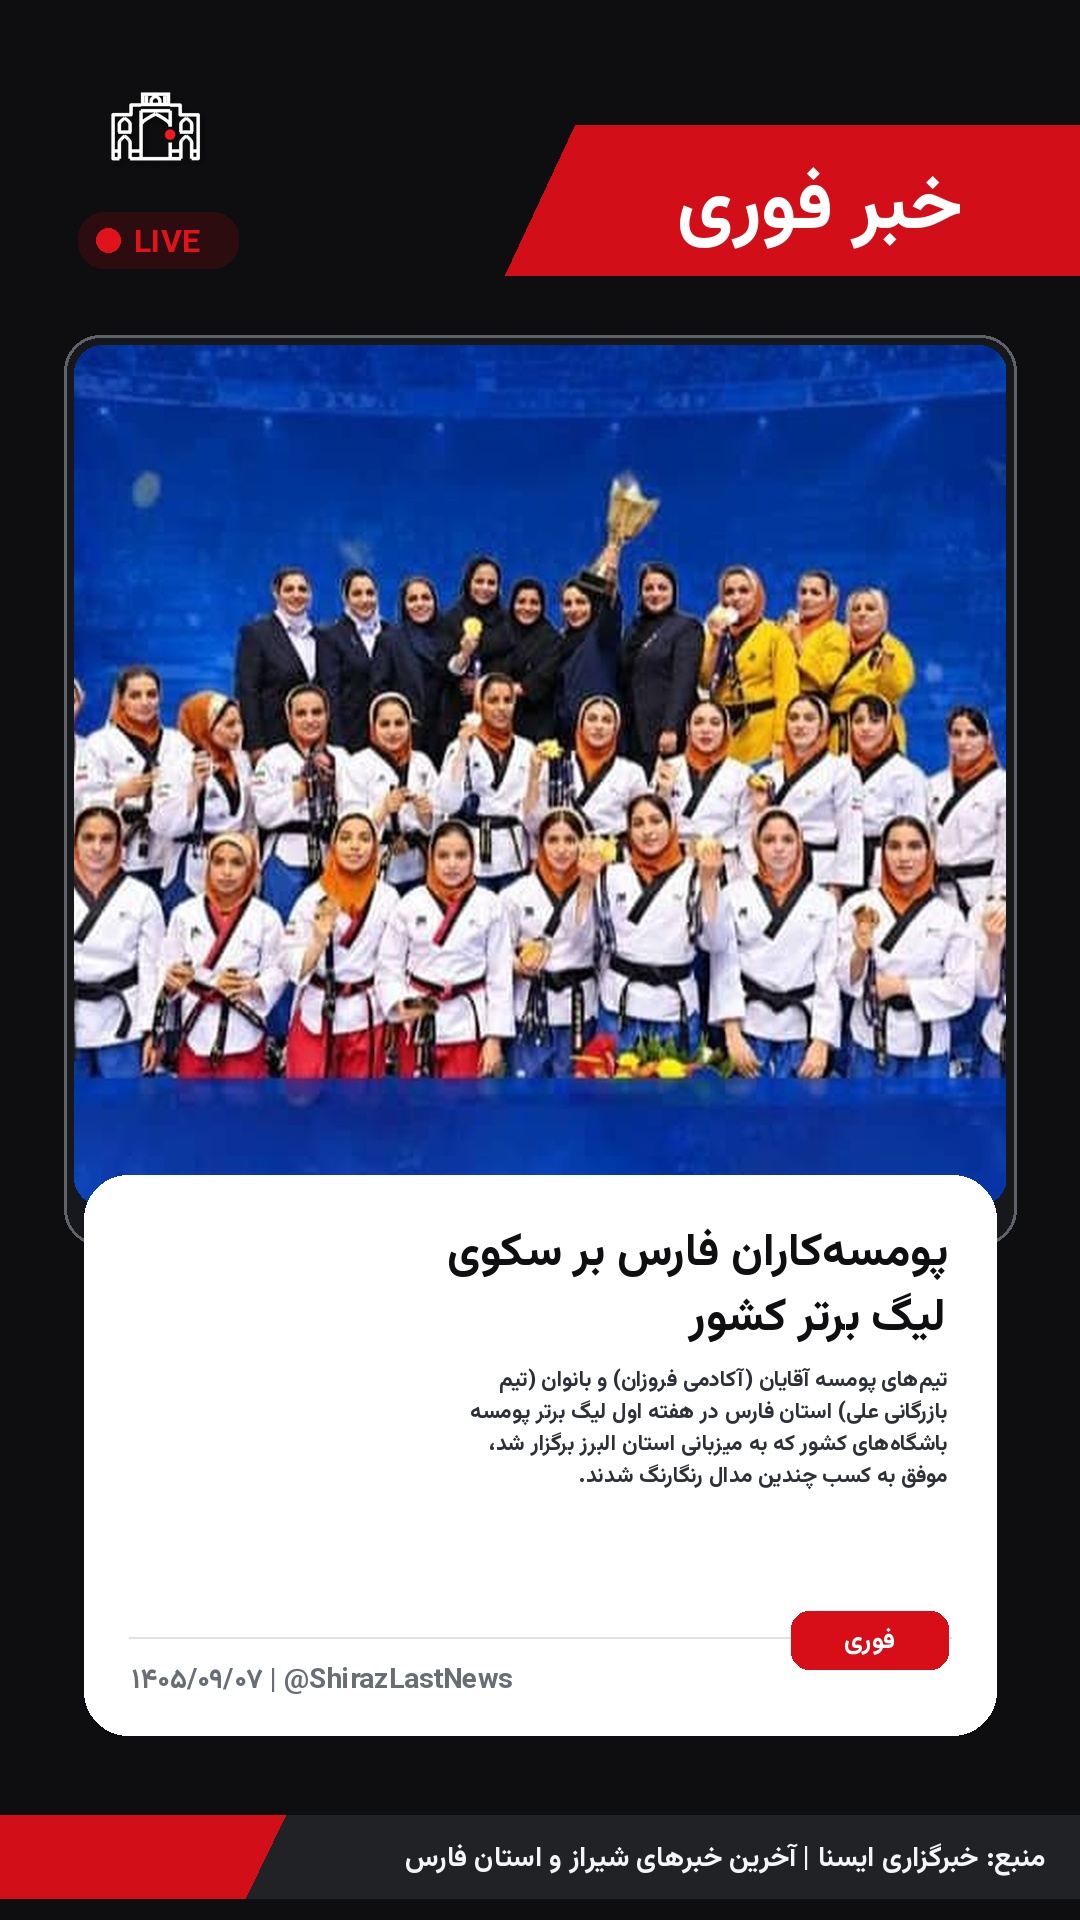 خبر فوری
LIVE
پومسه‌کاران فارس بر سکوی
لیگ برتر کشور
تیم‌های پومسه آقایان (آکادمی فروزان) و بانوان (تیم
بازرگانی علی) استان فارس در هفته اول لیگ برتر پومسه
باشگاه‌های کشور که به میزبانی استان البرز برگزار شد،
موفق به کسب چندین مدال رنگارنگ شدند.
فوری
۱۴۰۵/۰۹/۰۷ | @ShirazLastNews
منبع: خبرگزاری ایسنا | آخرین خبرهای شیراز و استان فارس